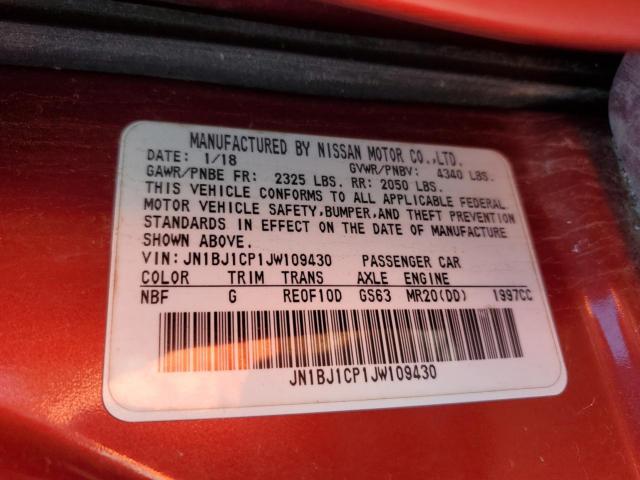 MANUFACTURED BY NISSAN MOTOR CO.,LTD.
DATE: 1/18 GVWR/PNBV: 4340 LBS.
GAWR/PNBE FR: 2325 LBS. RR: 2050 LBS.
THIS VEHICLE CONFORMS TO ALL APPLICABLE FEDERAL
MOTOR VEHICLE SAFETY,BUMPER,AND THEFT PREVENTION
STANDARDS IN EFFECT ON THE DATE OF MANUFACTURE
SHOWN ABOVE.
VIN: JN1BJ1CP1JW109430 PASSENGER CAR
COLOR TRIM TRANS AXLE ENGINE
NBF G RE0F10D GS63 MR20(DD) 1997CC
JN1BJ1CP1JW109430